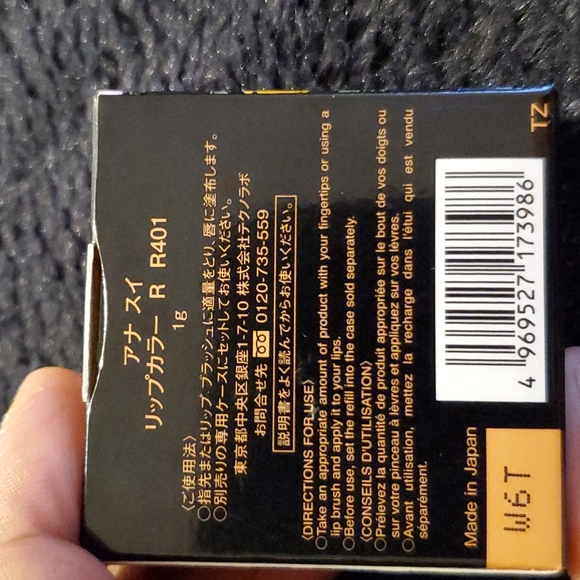 アナ スイ
リップカラー R R401
1g
〈ご使用法〉
○指先またはリップ ブラッシュに適量をとり、唇に塗布します。
○別売りの専用ケースにセットしてお使いください。
東京都中央区銀座1-7-10 株式会社テクノラボ
お問合せ先 0120-735-559
説明書をよく読んでからお使いください。
〈DIRECTIONS FOR USE〉
○Take an appropriate amount of product with your fingertips or using a
lip brush and apply it to your lips.
○Before use, set the refill into the case sold separately.
〈CONSEILS D'UTILISATION〉
○Prélevez la quantité de produit appropriée sur le bout de vos doigts ou
sur votre pinceau à lèvres et appliquez sur vos lèvres.
○Avant utilisation, mettez la recharge dans l'étui qui est vendu
séparément.
Made in Japan
4 969527 173986
TZ
W6T